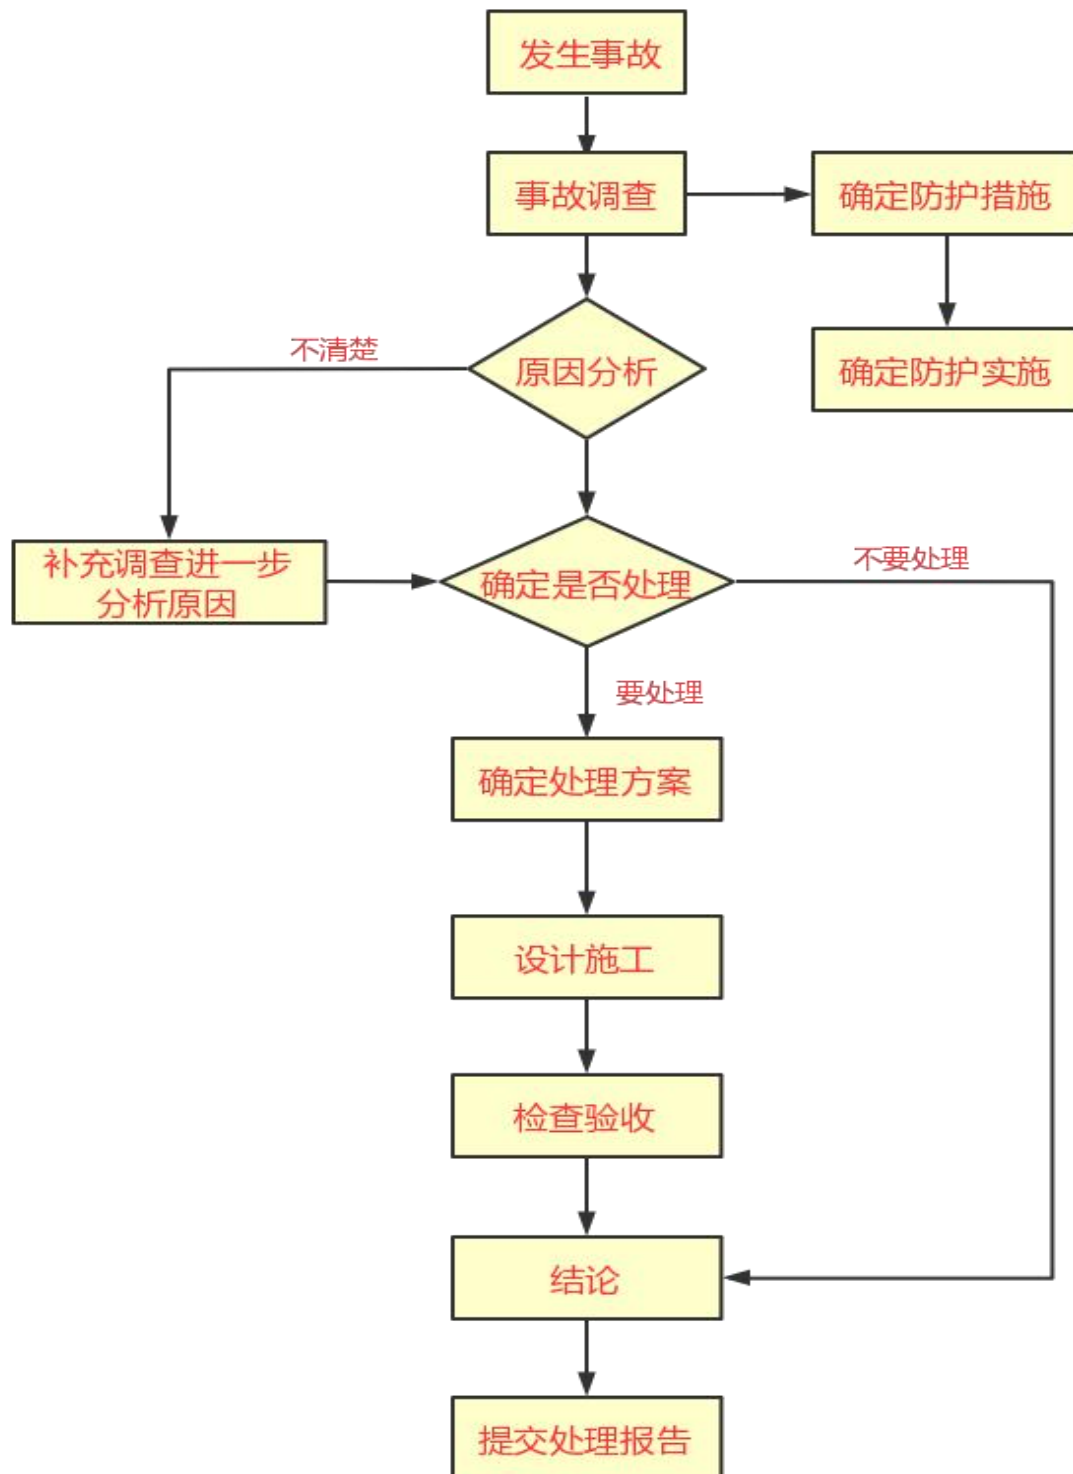 发生事故
事故调查
确定防护措施
不清楚
原因分析
确定防护实施
补充调查进一步
分析原因
确定是否处理
不要处理
要处理
确定处理方案
设计施工
检查验收
结论
提交处理报告